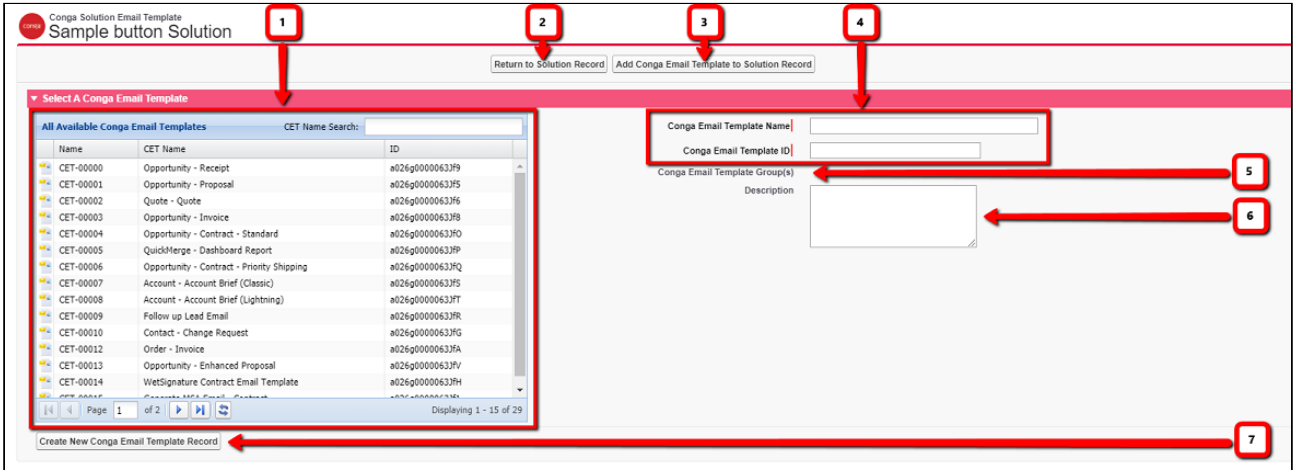 conga
Conga Solution Email Template
Sample button Solution
1
2
3
4
Return to Solution Record
Add Conga Email Template to Solution Record
Select A Conga Email Template
All Available Conga Email Templates CET Name Search:
Name CET Name ID
CET-00000 Opportunity - Receipt a026g0000063Jf9
CET-00001 Opportunity - Proposal a026g0000063Jf5
CET-00002 Quote - Quote a026g0000063Jf6
CET-00003 Opportunity - Invoice a026g0000063Jf8
CET-00004 Opportunity - Contract - Standard a026g0000063JfO
CET-00005 QuickMerge - Dashboard Report a026g0000063JfP
CET-00006 Opportunity - Contract - Priority Shipping a026g0000063JfQ
CET-00007 Account - Account Brief (Classic) a026g0000063JfS
CET-00008 Account - Account Brief (Lightning) a026g0000063JfT
CET-00009 Follow up Lead Email a026g0000063JfR
CET-00010 Contact - Change Request a026g0000063JfG
CET-00012 Order - Invoice a026g0000063JfA
CET-00013 Opportunity - Enhanced Proposal a026g0000063JfV
CET-00014 WetSignature Contract Email Template a026g0000063JfH
CET-00015 Generate MSA Email - Contract
Page 1 of 2 Displaying 1 - 15 of 29
Conga Email Template Name
Conga Email Template ID
Conga Email Template Group(s)
5
Description
6
Create New Conga Email Template Record
7